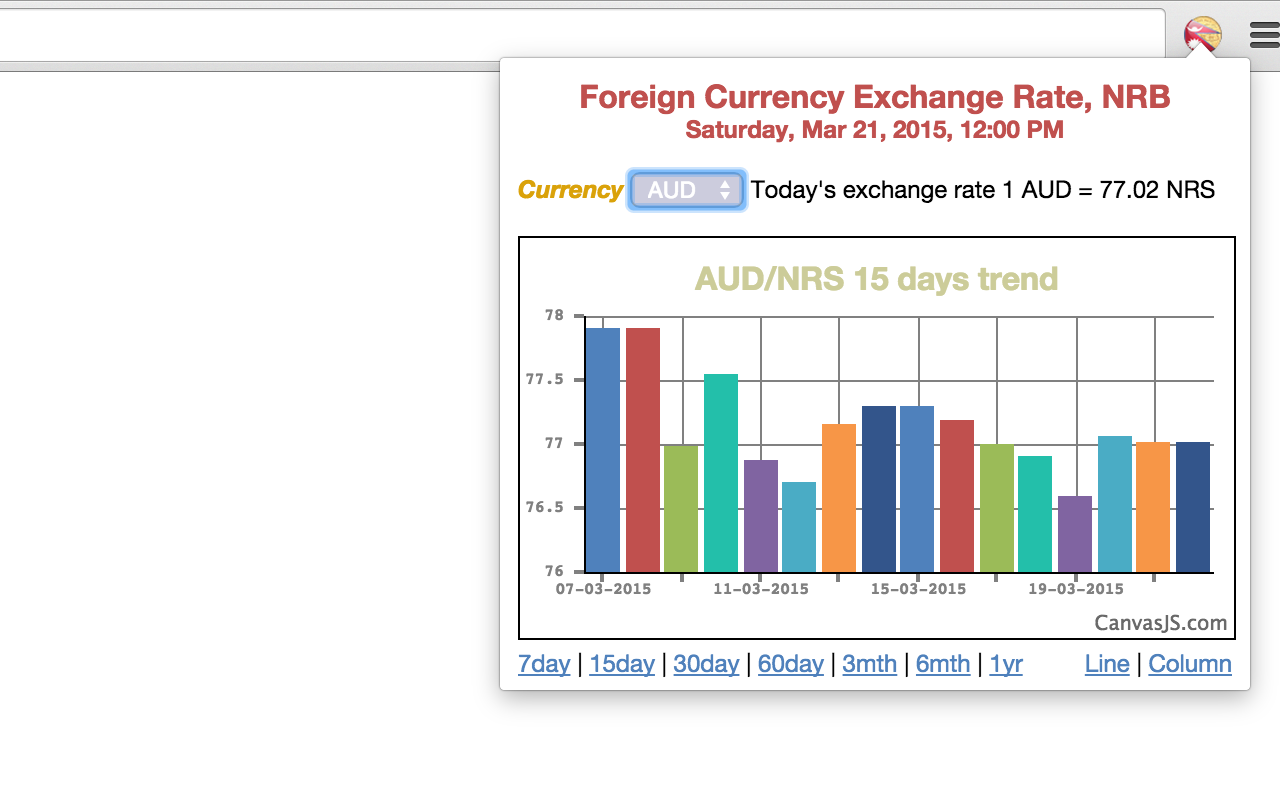 Foreign Currency Exchange Rate, NRB
Saturday, Mar 21, 2015, 12:00 PM
Currency AUD Today's exchange rate 1 AUD = 77.02 NRS
AUD/NRS 15 days trend
78
77.5
77
76.5
76
07-03-2015 11-03-2015 15-03-2015 19-03-2015
CanvasJS.com
7day | 15day | 30day | 60day | 3mth | 6mth | 1yr Line | Column